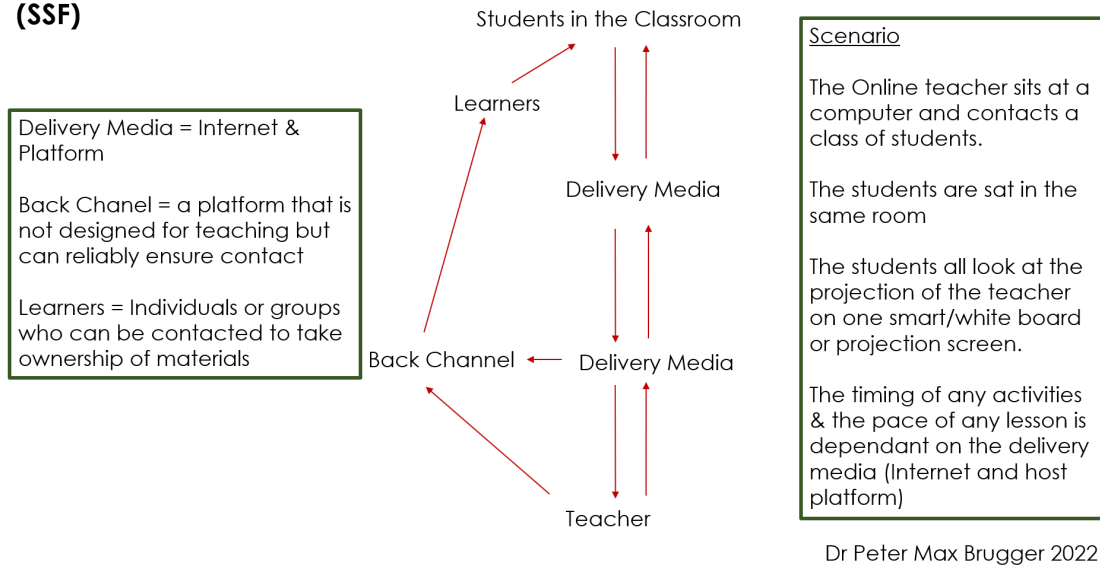 (SSF)
Students in the Classroom
Learners
Delivery Media
Back Channel
Delivery Media
Teacher
Delivery Media = Internet &
Platform
Back Chanel = a platform that is
not designed for teaching but
can reliably ensure contact
Learners = Individuals or groups
who can be contacted to take
ownership of materials
Scenario
The Online teacher sits at a
computer and contacts a
class of students.
The students are sat in the
same room
The students all look at the
projection of the teacher
on one smart/white board
or projection screen.
The timing of any activities
& the pace of any lesson is
dependant on the delivery
media (Internet and host
platform)
Dr Peter Max Brugger 2022